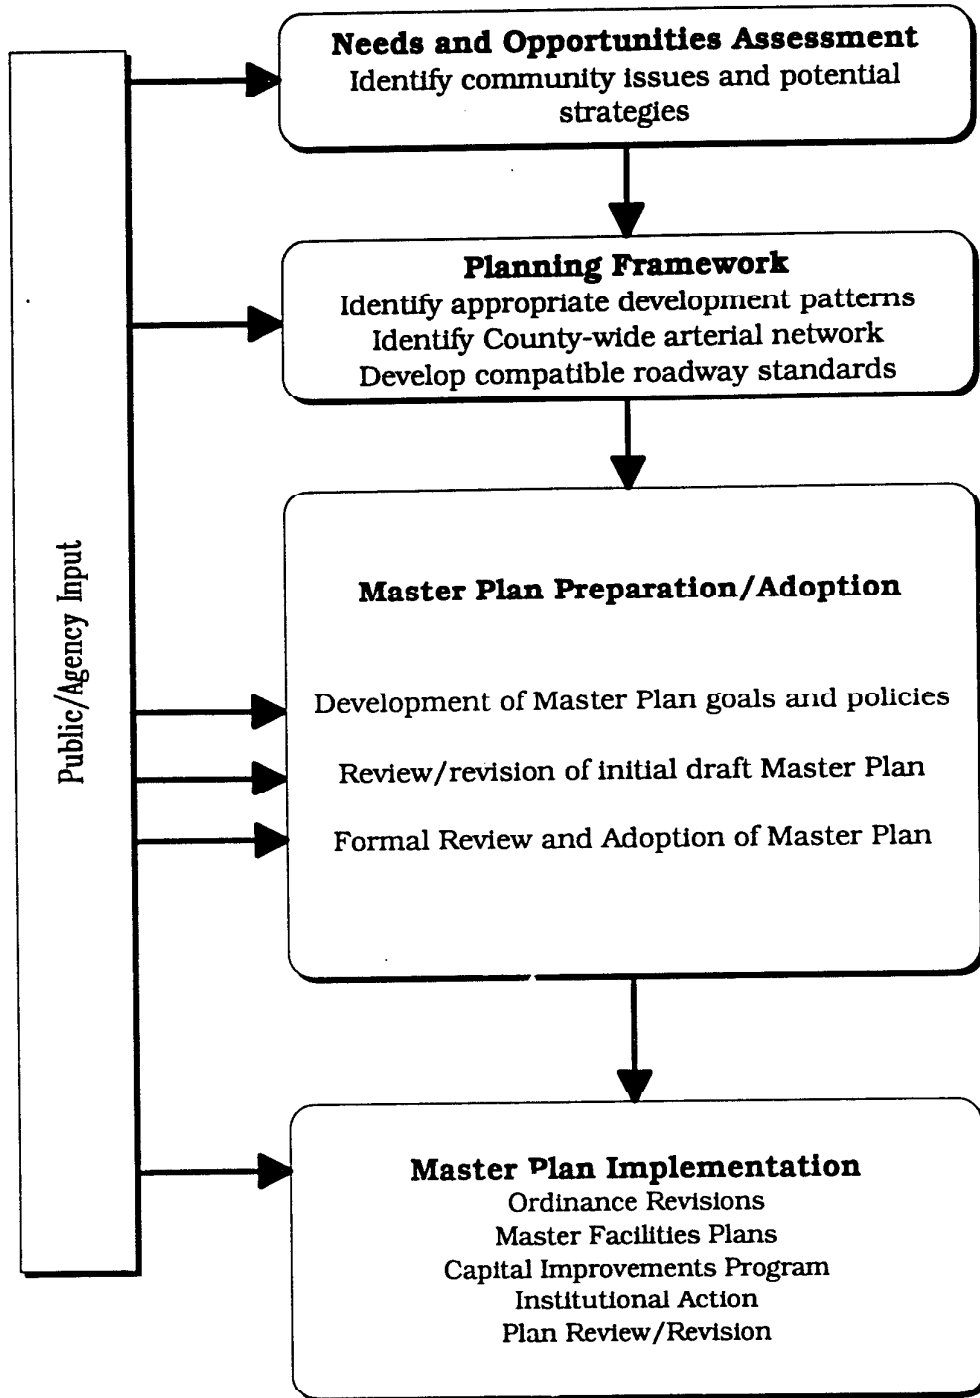 Needs and Opportunities Assessment
Identify community issues and potential
strategies
Planning Framework
Identify appropriate development patterns
Identify County-wide arterial network
Develop compatible roadway standards
Public/Agency Input
Master Plan Preparation/Adoption
Development of Master Plan goals and policies
Review/revision of initial draft Master Plan
Formal Review and Adoption of Master Plan
Master Plan Implementation
Ordinance Revisions
Master Facilities Plans
Capital Improvements Program
Institutional Action
Plan Review/Revision